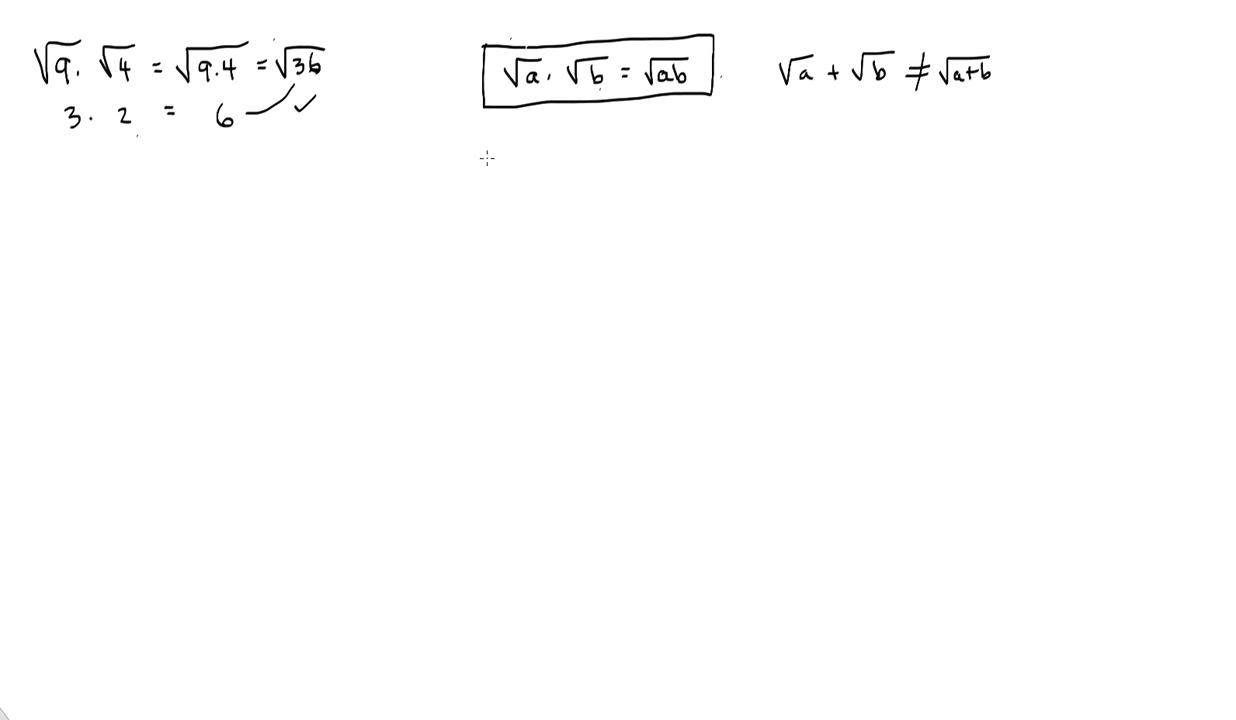 √9 · √4 = √9·4 = √36
3 · 2 = 6 ✓
√a · √b = √ab
√a + √b ≠ √a+b